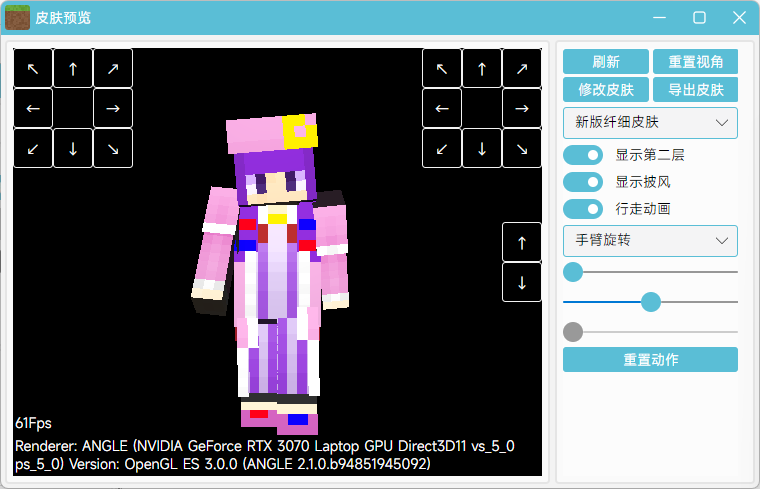 皮肤预览
↖ ↑ ↗
← →
↙ ↓ ↘
↖ ↑ ↗
← →
↙ ↓ ↘
↑
↓
61Fps
Renderer: ANGLE (NVIDIA GeForce RTX 3070 Laptop GPU Direct3D11 vs_5_0
ps_5_0) Version: OpenGL ES 3.0.0 (ANGLE 2.1.0.b94851945092)
刷新 重置视角
修改皮肤 导出皮肤
新版纤细皮肤
显示第二层
显示披风
行走动画
手臂旋转
重置动作